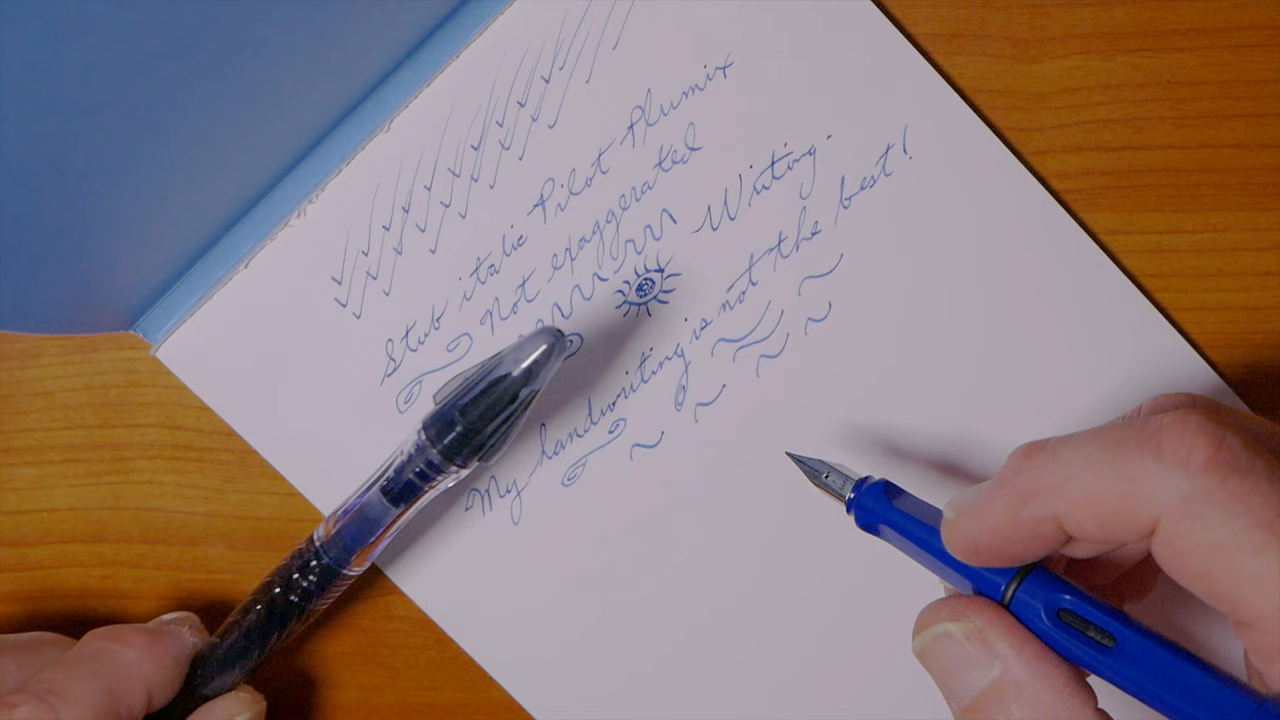 Stub italic Pilot Plumix
Not exaggerated
Writing.
My handwriting is not the best!